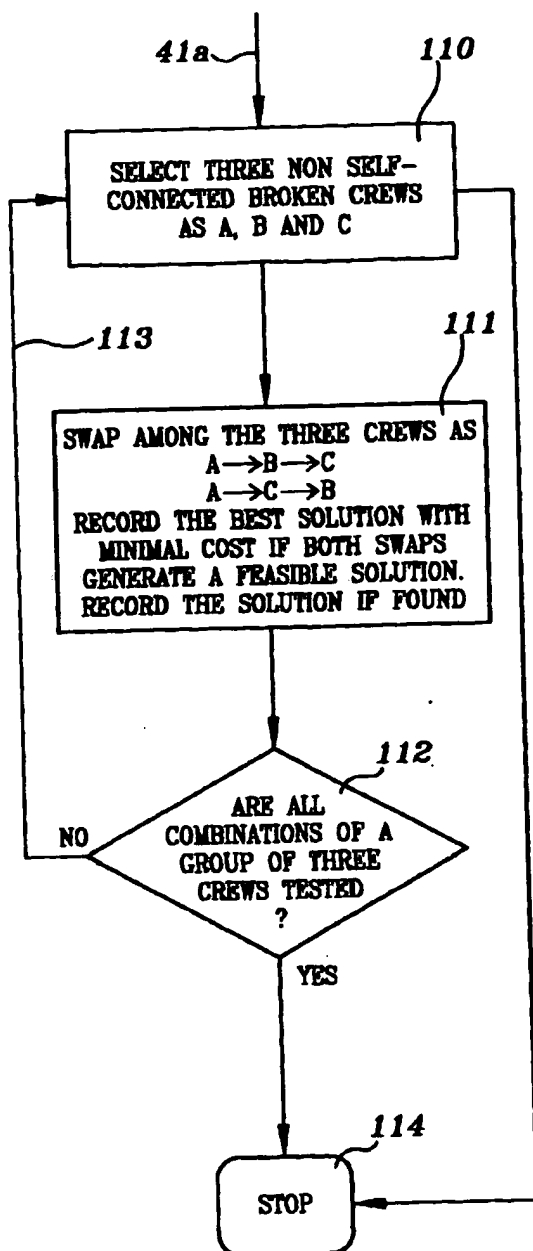 41a
110
SELECT THREE NON SELF-
CONNECTED BROKEN CREWS
AS A, B AND C
113
111
SWAP AMONG THE THREE CREWS AS
A→B→C
A→C→B
RECORD THE BEST SOLUTION WITH
MINIMAL COST IF BOTH SWAPS
GENERATE A FEASIBLE SOLUTION.
RECORD THE SOLUTION IF FOUND
112
ARE ALL
COMBINATIONS OF A
GROUP OF THREE
CREWS TESTED
?
NO
YES
114
STOP